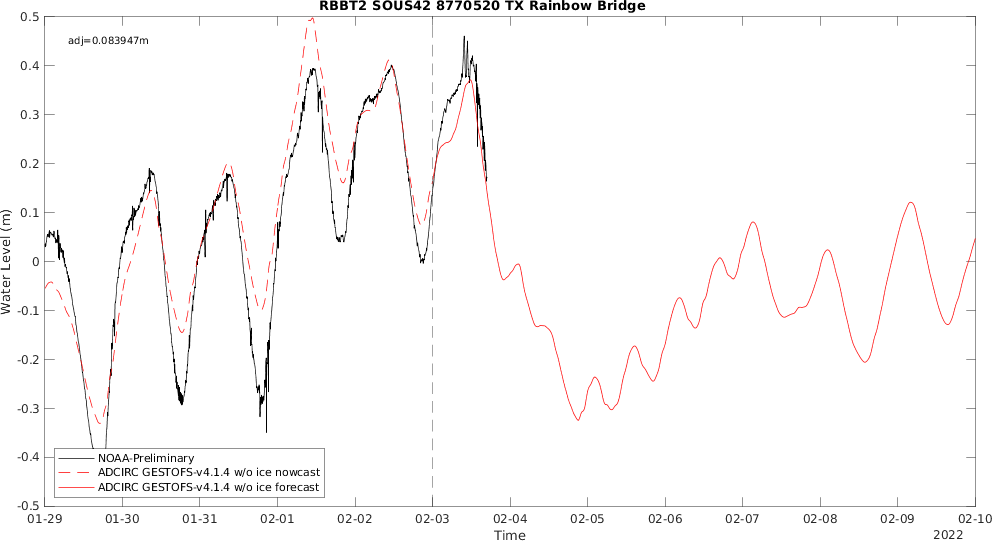 RBBT2 SOUS42 8770520 TX Rainbow Bridge
adj=0.083947m
0.5
0.4
0.3
0.2
0.1
0
-0.1
-0.2
-0.3
-0.4
-0.5
Water Level (m)
NOAA-Preliminary
ADCIRC GESTOFS-v4.1.4 w/o ice nowcast
ADCIRC GESTOFS-v4.1.4 w/o ice forecast
01-29 01-30 01-31 02-01 02-02 02-03 02-04 02-05 02-06 02-07 02-08 02-09 02-10
Time
2022